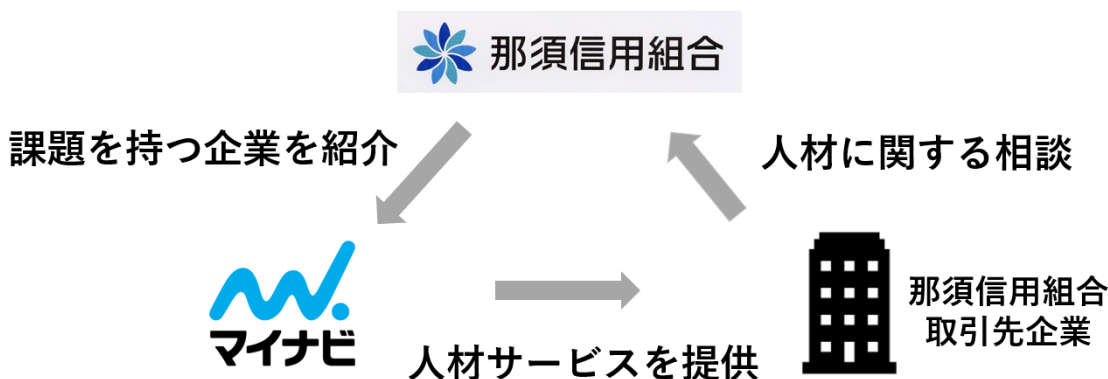 那須信用組合
課題を持つ企業を紹介
人材に関する相談
マイナビ
那須信用組合
取引先企業
人材サービスを提供